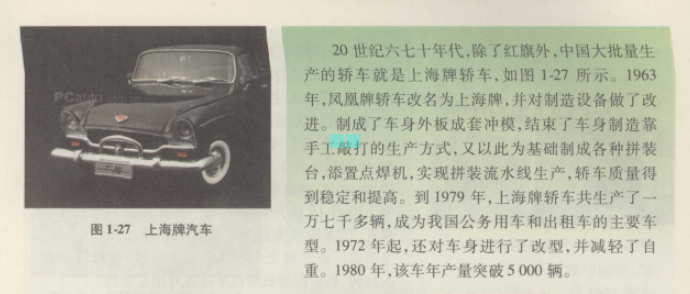 PCauto
上海
图 1-27 上海牌汽车
20 世纪六七十年代,除了红旗外,中国大批量生
产的轿车就是上海牌轿车,如图 1-27 所示。1963
年,凤凰牌轿车改名为上海牌,并对制造设备做了改
进。制成了车身外板成套冲模,结束了车身制造靠
手工敲打的生产方式,又以此为基础制成各种拼装
台,添置点焊机,实现拼装流水线生产,轿车质量得
到稳定和提高。到 1979 年,上海牌轿车共生产了一
万七千多辆,成为我国公务用车和出租车的主要车
型。1972 年起,还对车身进行了改型,并减轻了自
重。1980 年,该车年产量突破 5 000 辆。